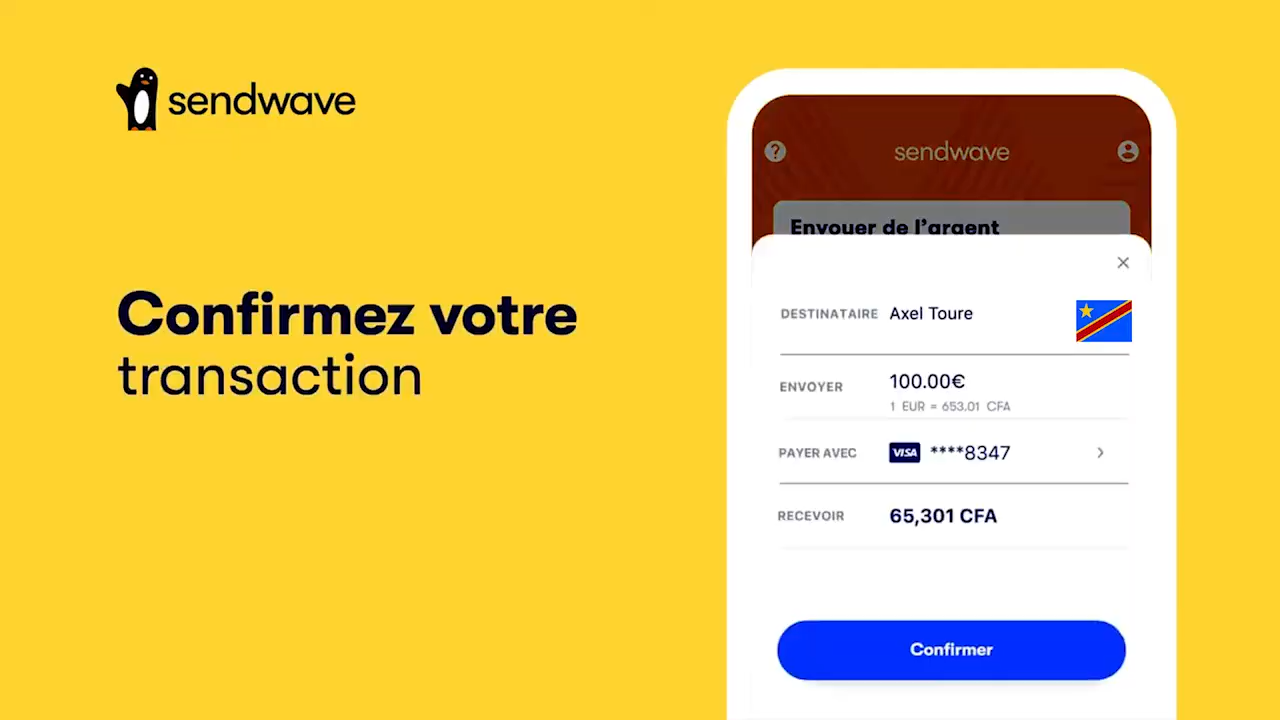 sendwave
Confirmez votre
transaction
?
sendwave
Envoyer de l'argent
DESTINATAIRE Axel Toure
ENVOYER 100.00€
1 EUR = 653.01 CFA
PAYER AVEC VISA ****8347
RECEVOIR 65,301 CFA
Confirmer